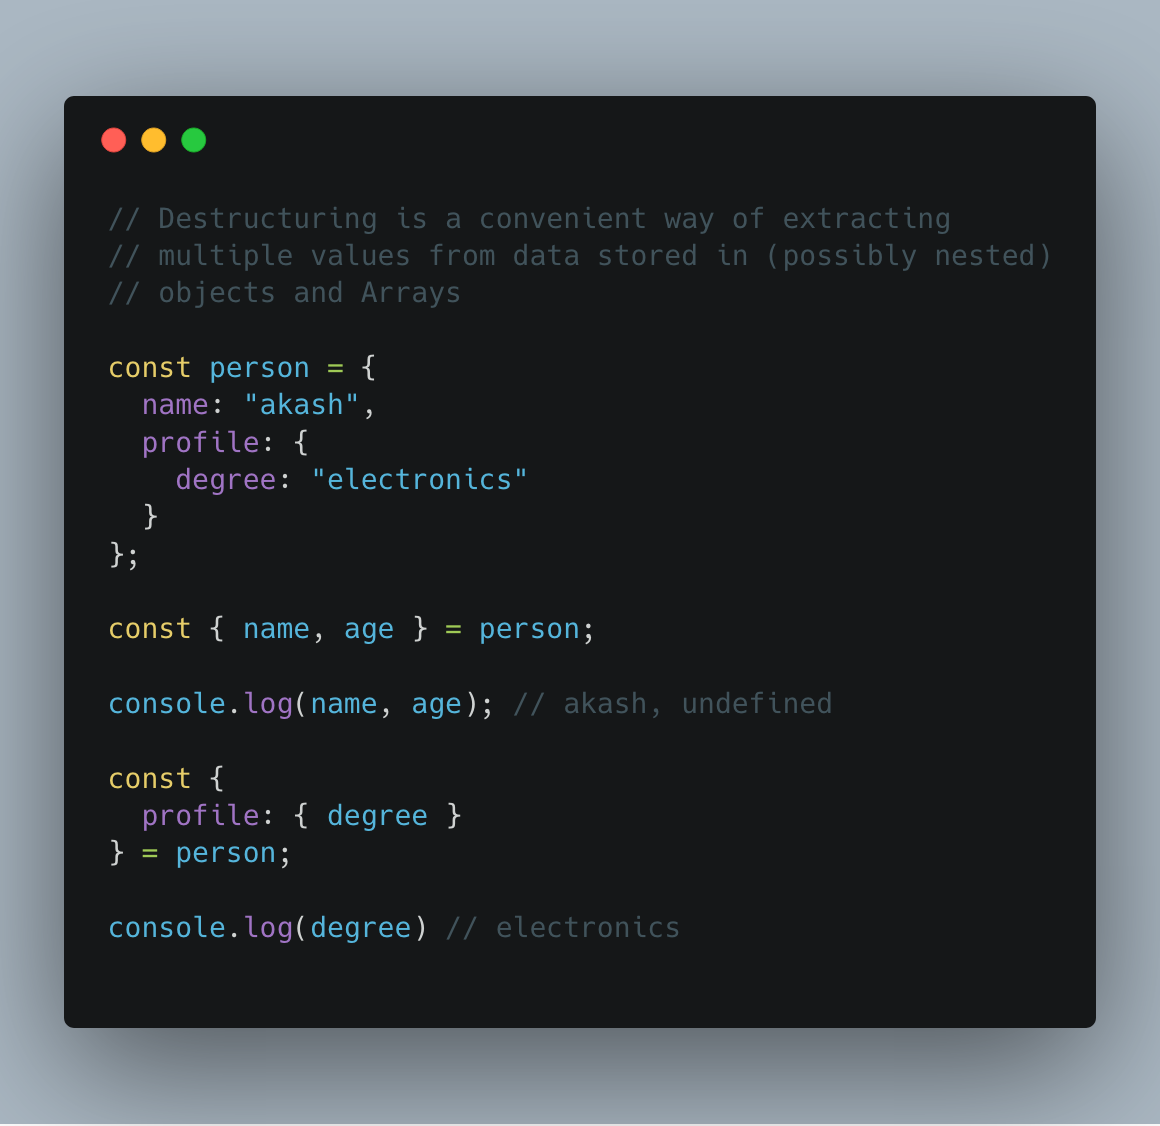 // Destructuring is a convenient way of extracting
// multiple values from data stored in (possibly nested)
// objects and Arrays
const person = {
  name: "akash",
  profile: {
    degree: "electronics"
  }
};
const { name, age } = person;
console.log(name, age); // akash, undefined
const {
  profile: { degree }
} = person;
console.log(degree) // electronics